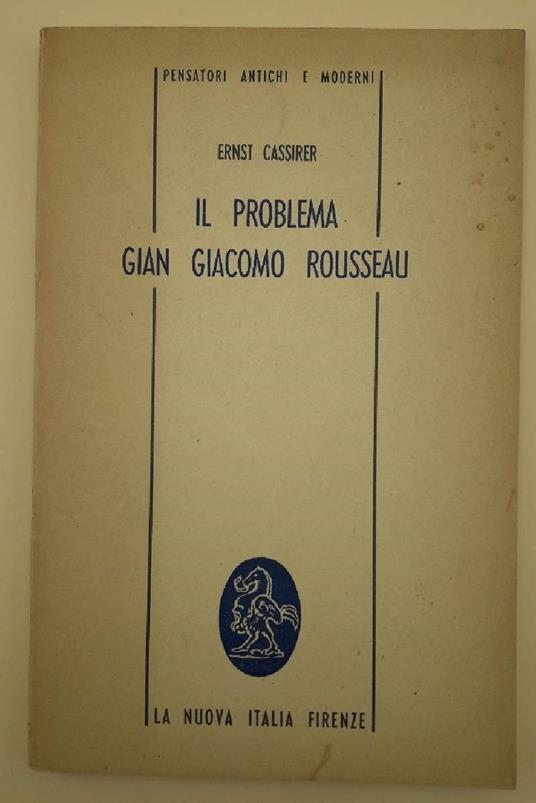 PENSATORI ANTICHI E MODERNI
ERNST CASSIRER
IL PROBLEMA
GIAN GIACOMO ROUSSEAU
LA NUOVA ITALIA FIRENZE